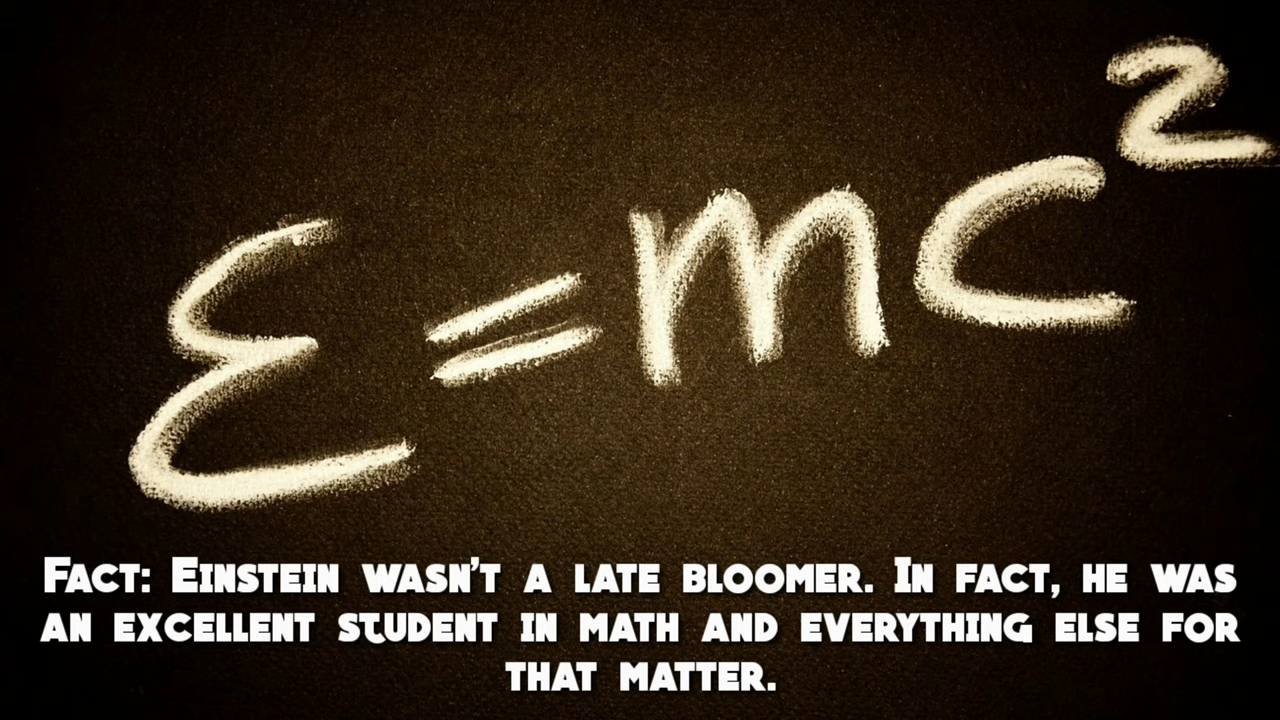 E=mc²
Fact: Einstein wasn't a late bloomer. In fact, he was
an excellent student in math and everything else for
that matter.